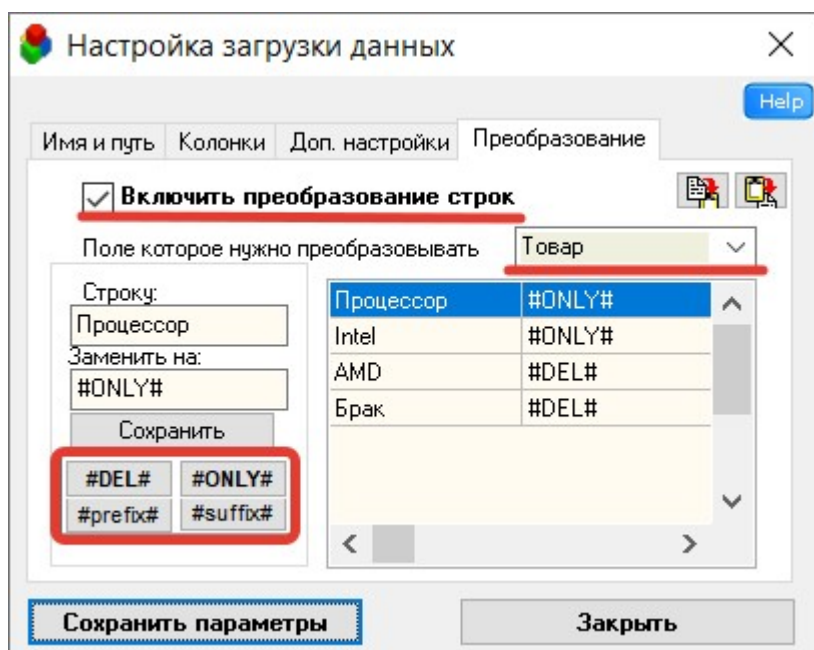 Настройка загрузки данных
Help
Имя и путь Колонки Доп. настройки Преобразование
Включить преобразование строк
Поле которое нужно преобразовывать Товар
Строку:
Процессор
Заменить на:
#ONLY#
Сохранить
#DEL# #ONLY#
#prefix# #suffix#
Процессор #ONLY#
Intel #ONLY#
AMD #DEL#
Брак #DEL#
Сохранить параметры Закрыть